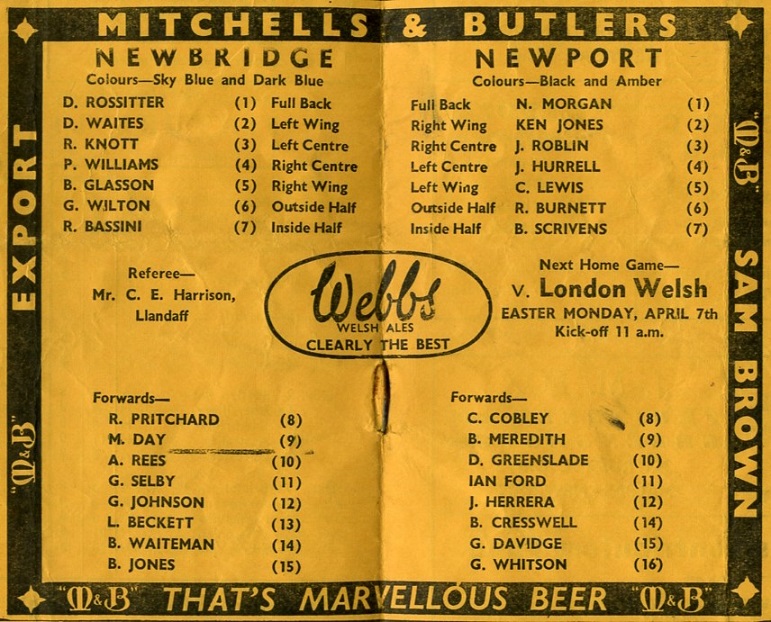 MITCHELLS & BUTLERS
EXPORT
"M&B"
NEWBRIDGE
Colours—Sky Blue and Dark Blue
D. ROSSITTER (1) Full Back
D. WAITES (2) Left Wing
R. KNOTT (3) Left Centre
P. WILLIAMS (4) Right Centre
B. GLASSON (5) Right Wing
G. WILTON (6) Outside Half
R. BASSINI (7) Inside Half
Referee—
Mr. C. E. Harrison,
Llandaff
Forwards—
R. PRITCHARD (8)
M. DAY (9)
A. REES (10)
G. SELBY (11)
G. JOHNSON (12)
L. BECKETT (13)
B. WAITEMAN (14)
B. JONES (15)
Webbs
WELSH ALES
CLEARLY THE BEST
NEWPORT
Colours—Black and Amber
Full Back N. MORGAN (1)
Right Wing KEN JONES (2)
Right Centre J. ROBLIN (3)
Left Centre J. HURRELL (4)
Left Wing C. LEWIS (5)
Outside Half R. BURNETT (6)
Inside Half B. SCRIVENS (7)
Next Home Game—
v. London Welsh
EASTER MONDAY, APRIL 7th
Kick-off 11 a.m.
Forwards—
C. COBLEY (8)
B. MEREDITH (9)
D. GREENSLADE (10)
IAN FORD (11)
J. HERRERA (12)
B. CRESSWELL (14)
G. DAVIDGE (15)
G. WHITSON (16)
"M&B"
SAM BROWN
"M&B" THAT'S MARVELLOUS BEER "M&B"